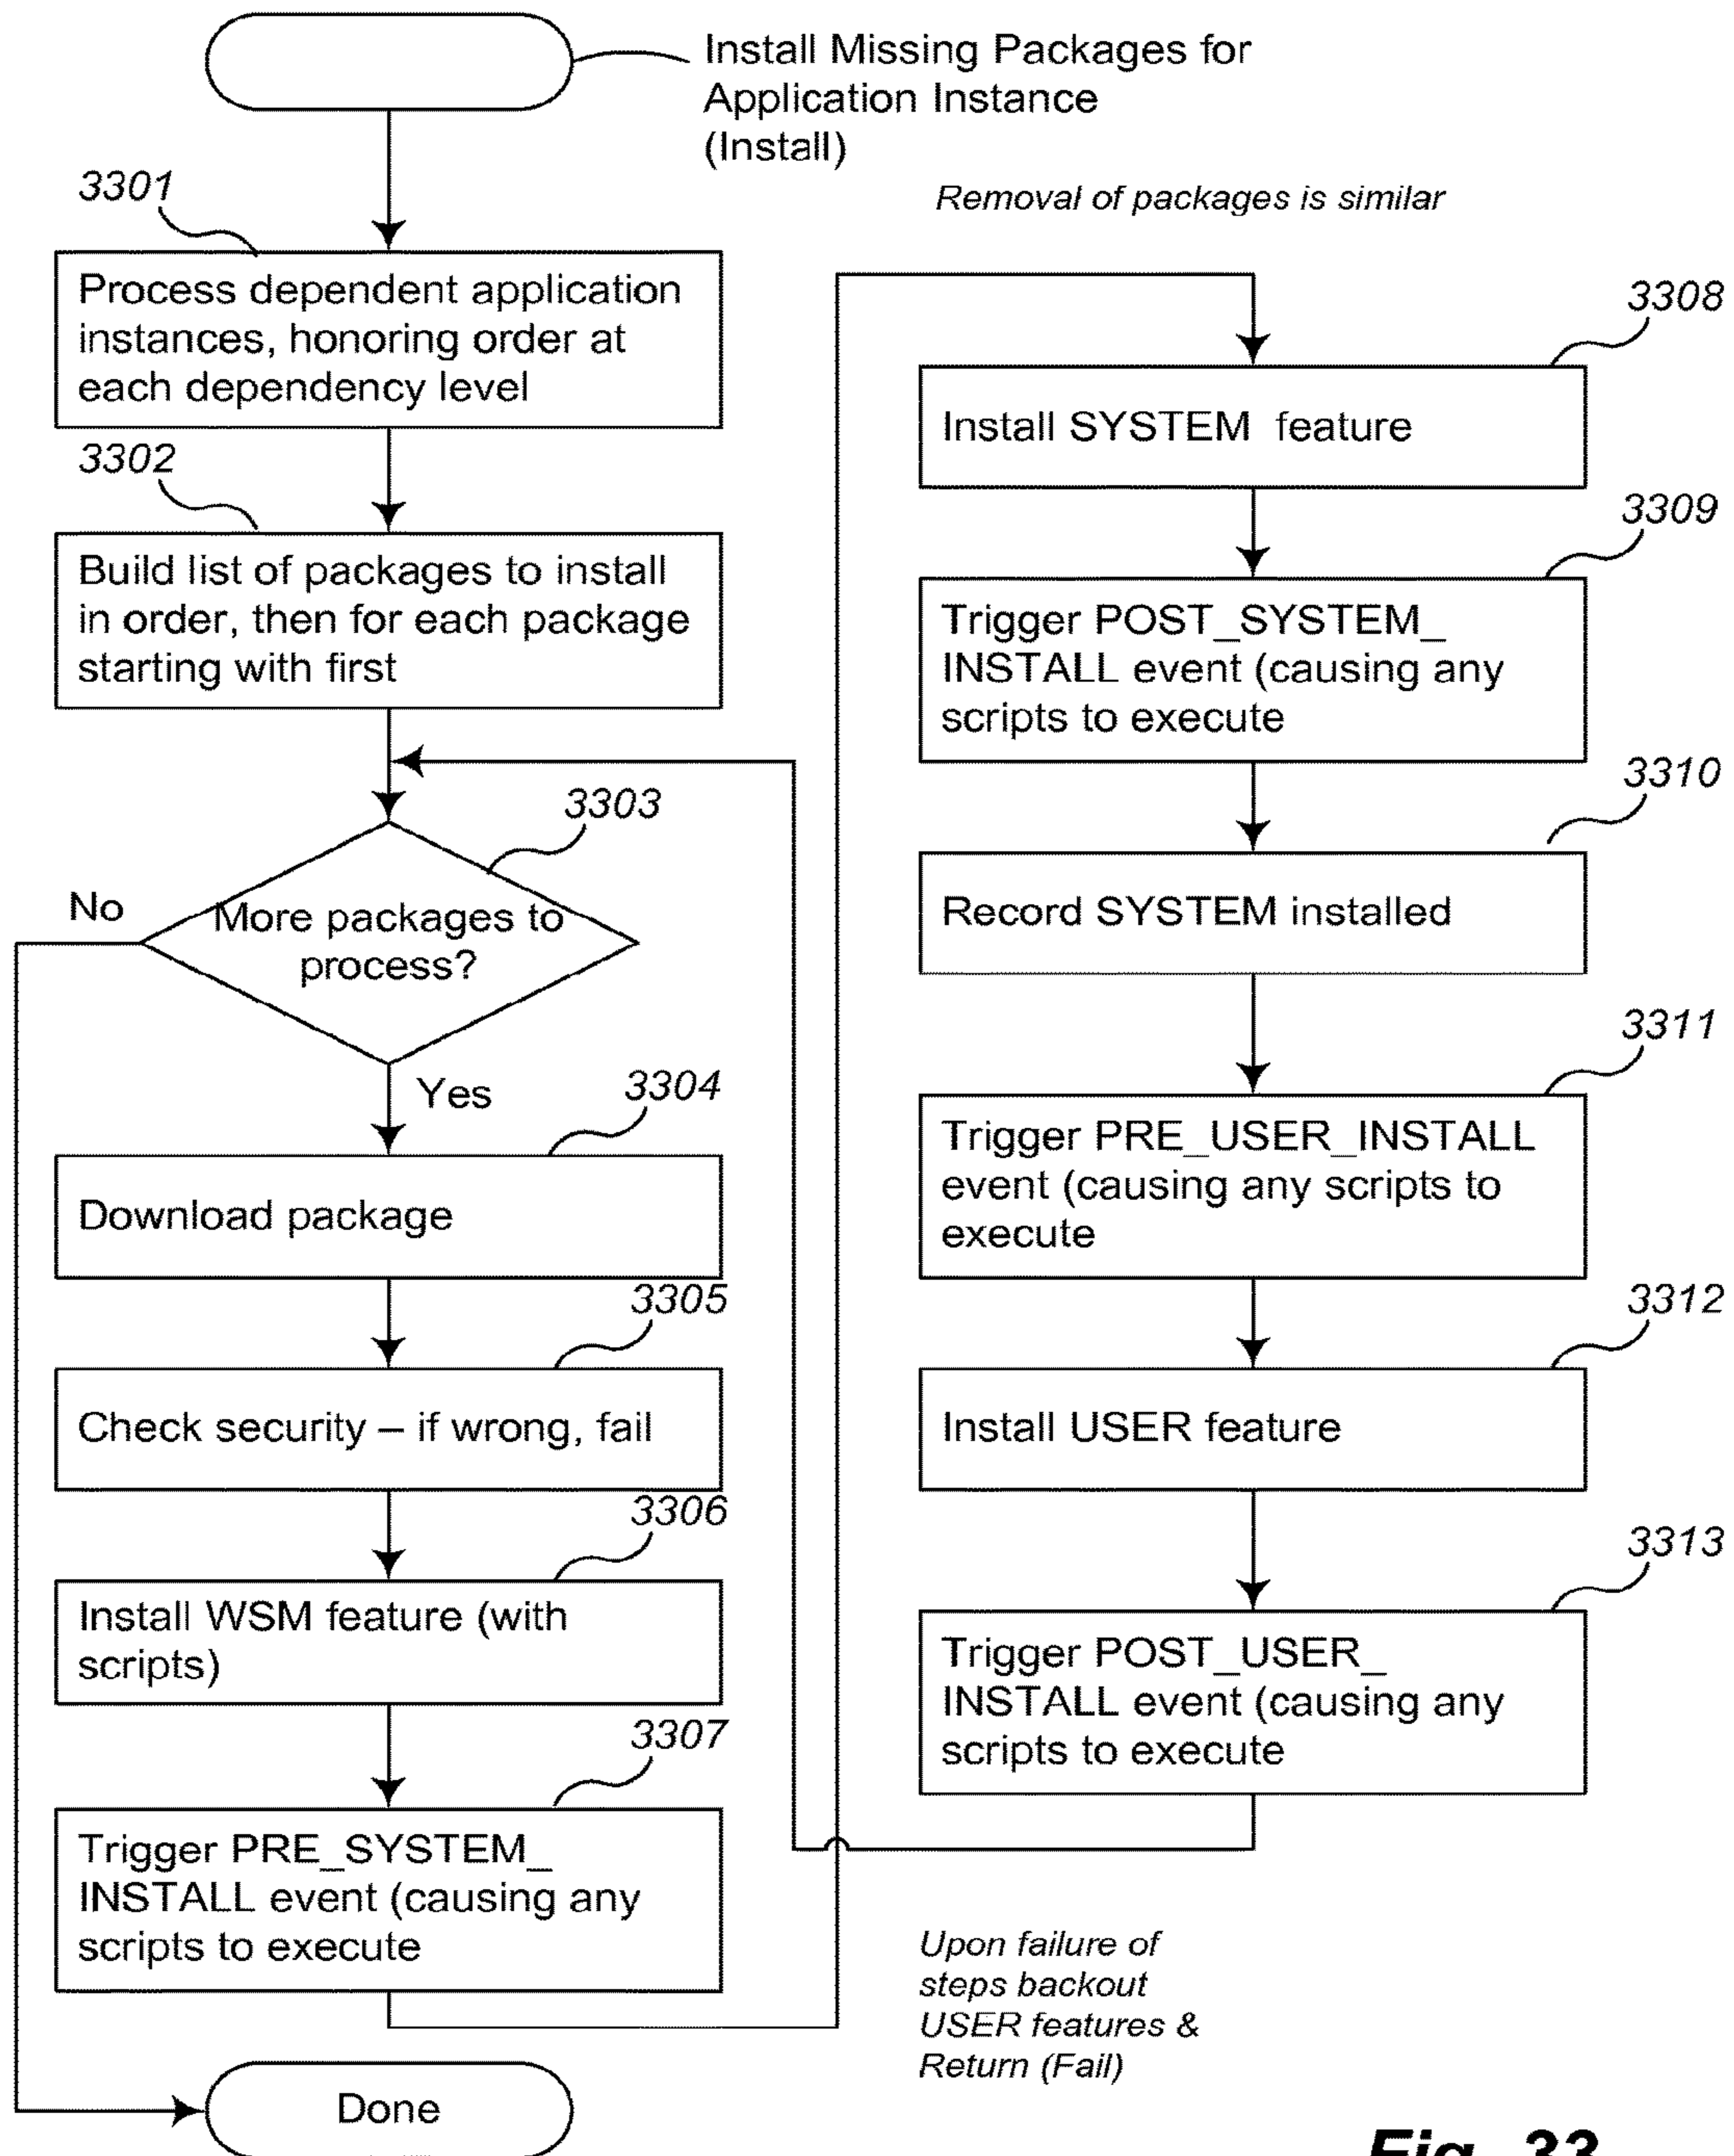 Install Missing Packages for
Application Instance
(Install)
Removal of packages is similar
3301
Process dependent application
instances, honoring order at
each dependency level
3302
Build list of packages to install
in order, then for each package
starting with first
3303
No
More packages to
process?
Yes
3304
Download package
3305
Check security – if wrong, fail
3306
Install WSM feature (with
scripts)
3307
Trigger PRE_SYSTEM_
INSTALL event (causing any
scripts to execute
3308
Install SYSTEM feature
3309
Trigger POST_SYSTEM_
INSTALL event (causing any
scripts to execute
3310
Record SYSTEM installed
3311
Trigger PRE_USER_INSTALL
event (causing any scripts to
execute
3312
Install USER feature
3313
Trigger POST_USER_
INSTALL event (causing any
scripts to execute
Upon failure of
steps backout
USER features &
Return (Fail)
Done
Fig. 33